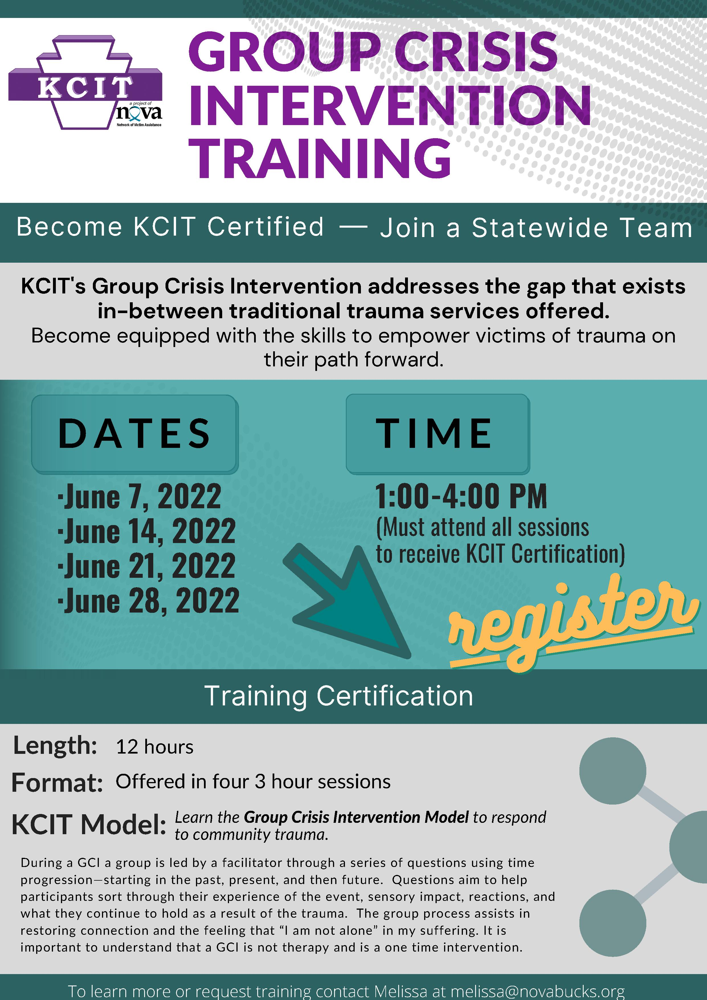 KCIT
a project of
nova
Network of Victim Assistance
GROUP CRISIS
INTERVENTION
TRAINING
Become KCIT Certified — Join a Statewide Team
KCIT's Group Crisis Intervention addresses the gap that exists
in-between traditional trauma services offered.
Become equipped with the skills to empower victims of trauma on
their path forward.
DATES
·June 7, 2022
·June 14, 2022
·June 21, 2022
·June 28, 2022
TIME
1:00-4:00 PM
(Must attend all sessions
to receive KCIT Certification)
register
Training Certification
Length: 12 hours
Format: Offered in four 3 hour sessions
KCIT Model: Learn the Group Crisis Intervention Model to respond
to community trauma.
During a GCI a group is led by a facilitator through a series of questions using time
progression—starting in the past, present, and then future.  Questions aim to help
participants sort through their experience of the event, sensory impact, reactions, and
what they continue to hold as a result of the trauma.  The group process assists in
restoring connection and the feeling that “I am not alone” in my suffering. It is
important to understand that a GCI is not therapy and is a one time intervention.
To learn more or request training contact Melissa at melissa@novabucks.org